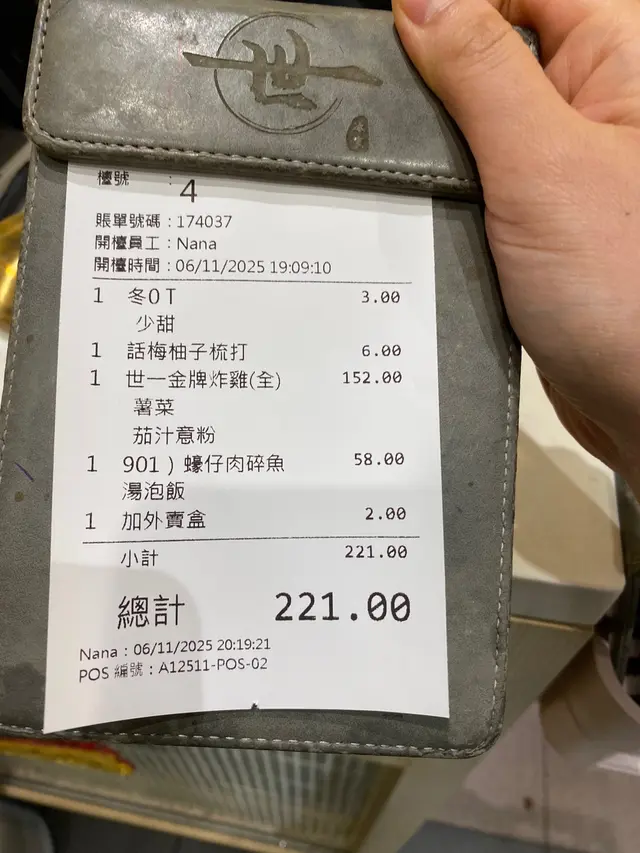 世一
檯號 : 4
賬單號碼 : 174037
開檯員工 : Nana
開檯時間 : 06/11/2025 19:09:10
1 冬OT 3.00
少甜
1 話梅柚子梳打 6.00
1 世一金牌炸雞(全) 152.00
薯菜
茄汁意粉
1 901) 蠔仔肉碎魚 58.00
湯泡飯
1 加外賣盒 2.00
小計 221.00
總計 221.00
Nana : 06/11/2025 20:19:21
POS 編號 : A12511-POS-02